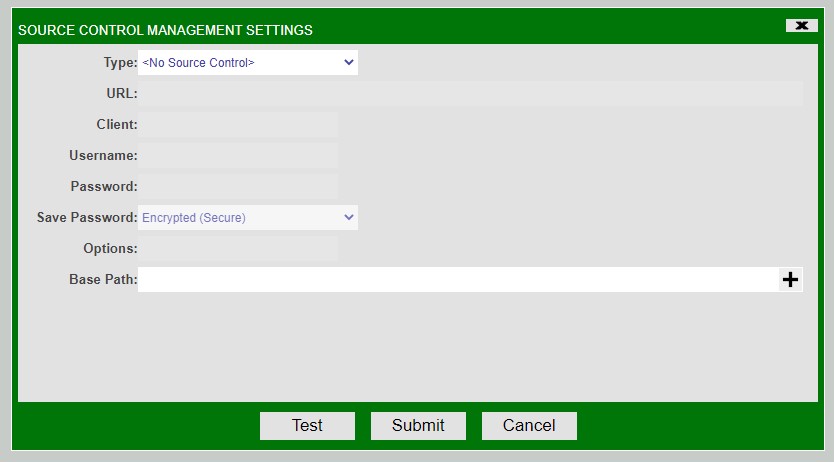 SOURCE CONTROL MANAGEMENT SETTINGS
Type: <No Source Control>
URL:
Client:
Username:
Password:
Save Password: Encrypted (Secure)
Options:
Base Path:
Test Submit Cancel